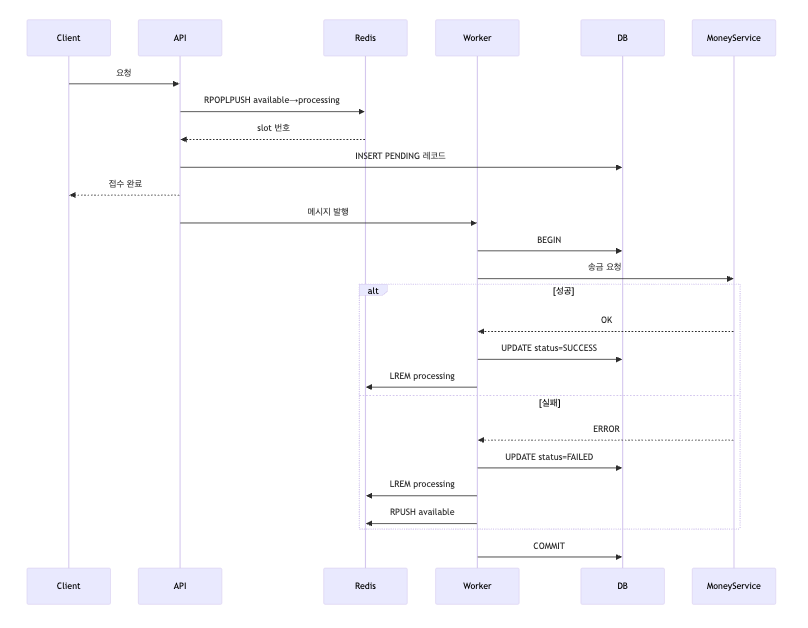 Client API Redis Worker DB MoneyService
요청
RPOPLPUSH available→processing
slot 번호
INSERT PENDING 레코드
접수 완료
메시지 발행
BEGIN
송금 요청
alt [성공]
OK
UPDATE status=SUCCESS
LREM processing
[실패]
ERROR
UPDATE status=FAILED
LREM processing
RPUSH available
COMMIT
Client API Redis Worker DB MoneyService